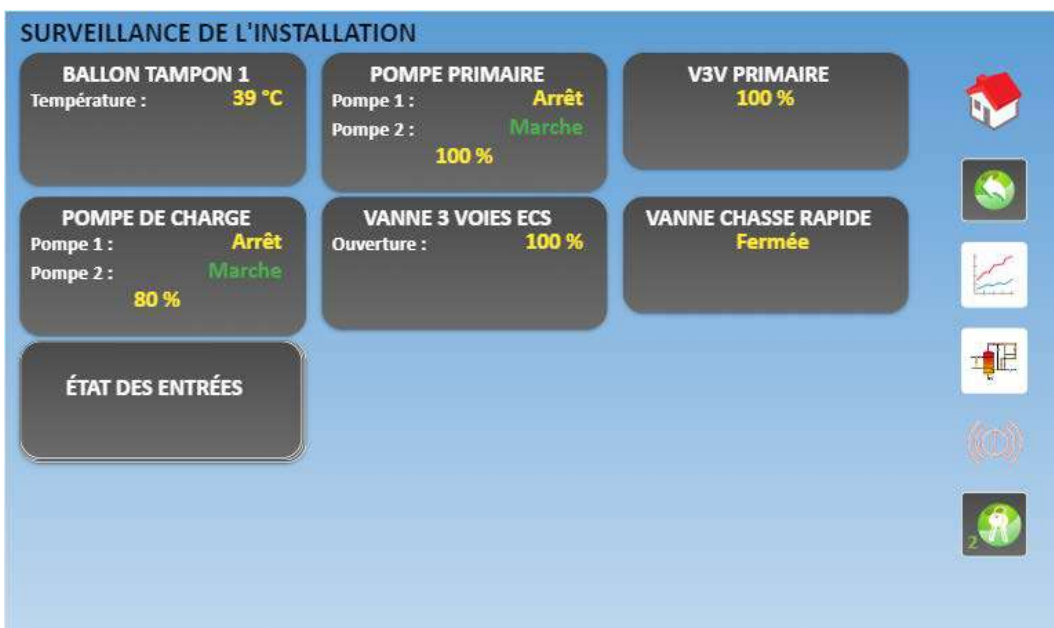 SURVEILLANCE DE L'INSTALLATION
BALLON TAMPON 1
Température : 39 °C
POMPE PRIMAIRE
Pompe 1 : Arrêt
Pompe 2 : Marche
100 %
V3V PRIMAIRE
100 %
POMPE DE CHARGE
Pompe 1 : Arrêt
Pompe 2 : Marche
80 %
VANNE 3 VOIES ECS
Ouverture : 100 %
VANNE CHASSE RAPIDE
Fermée
ÉTAT DES ENTRÉES
2